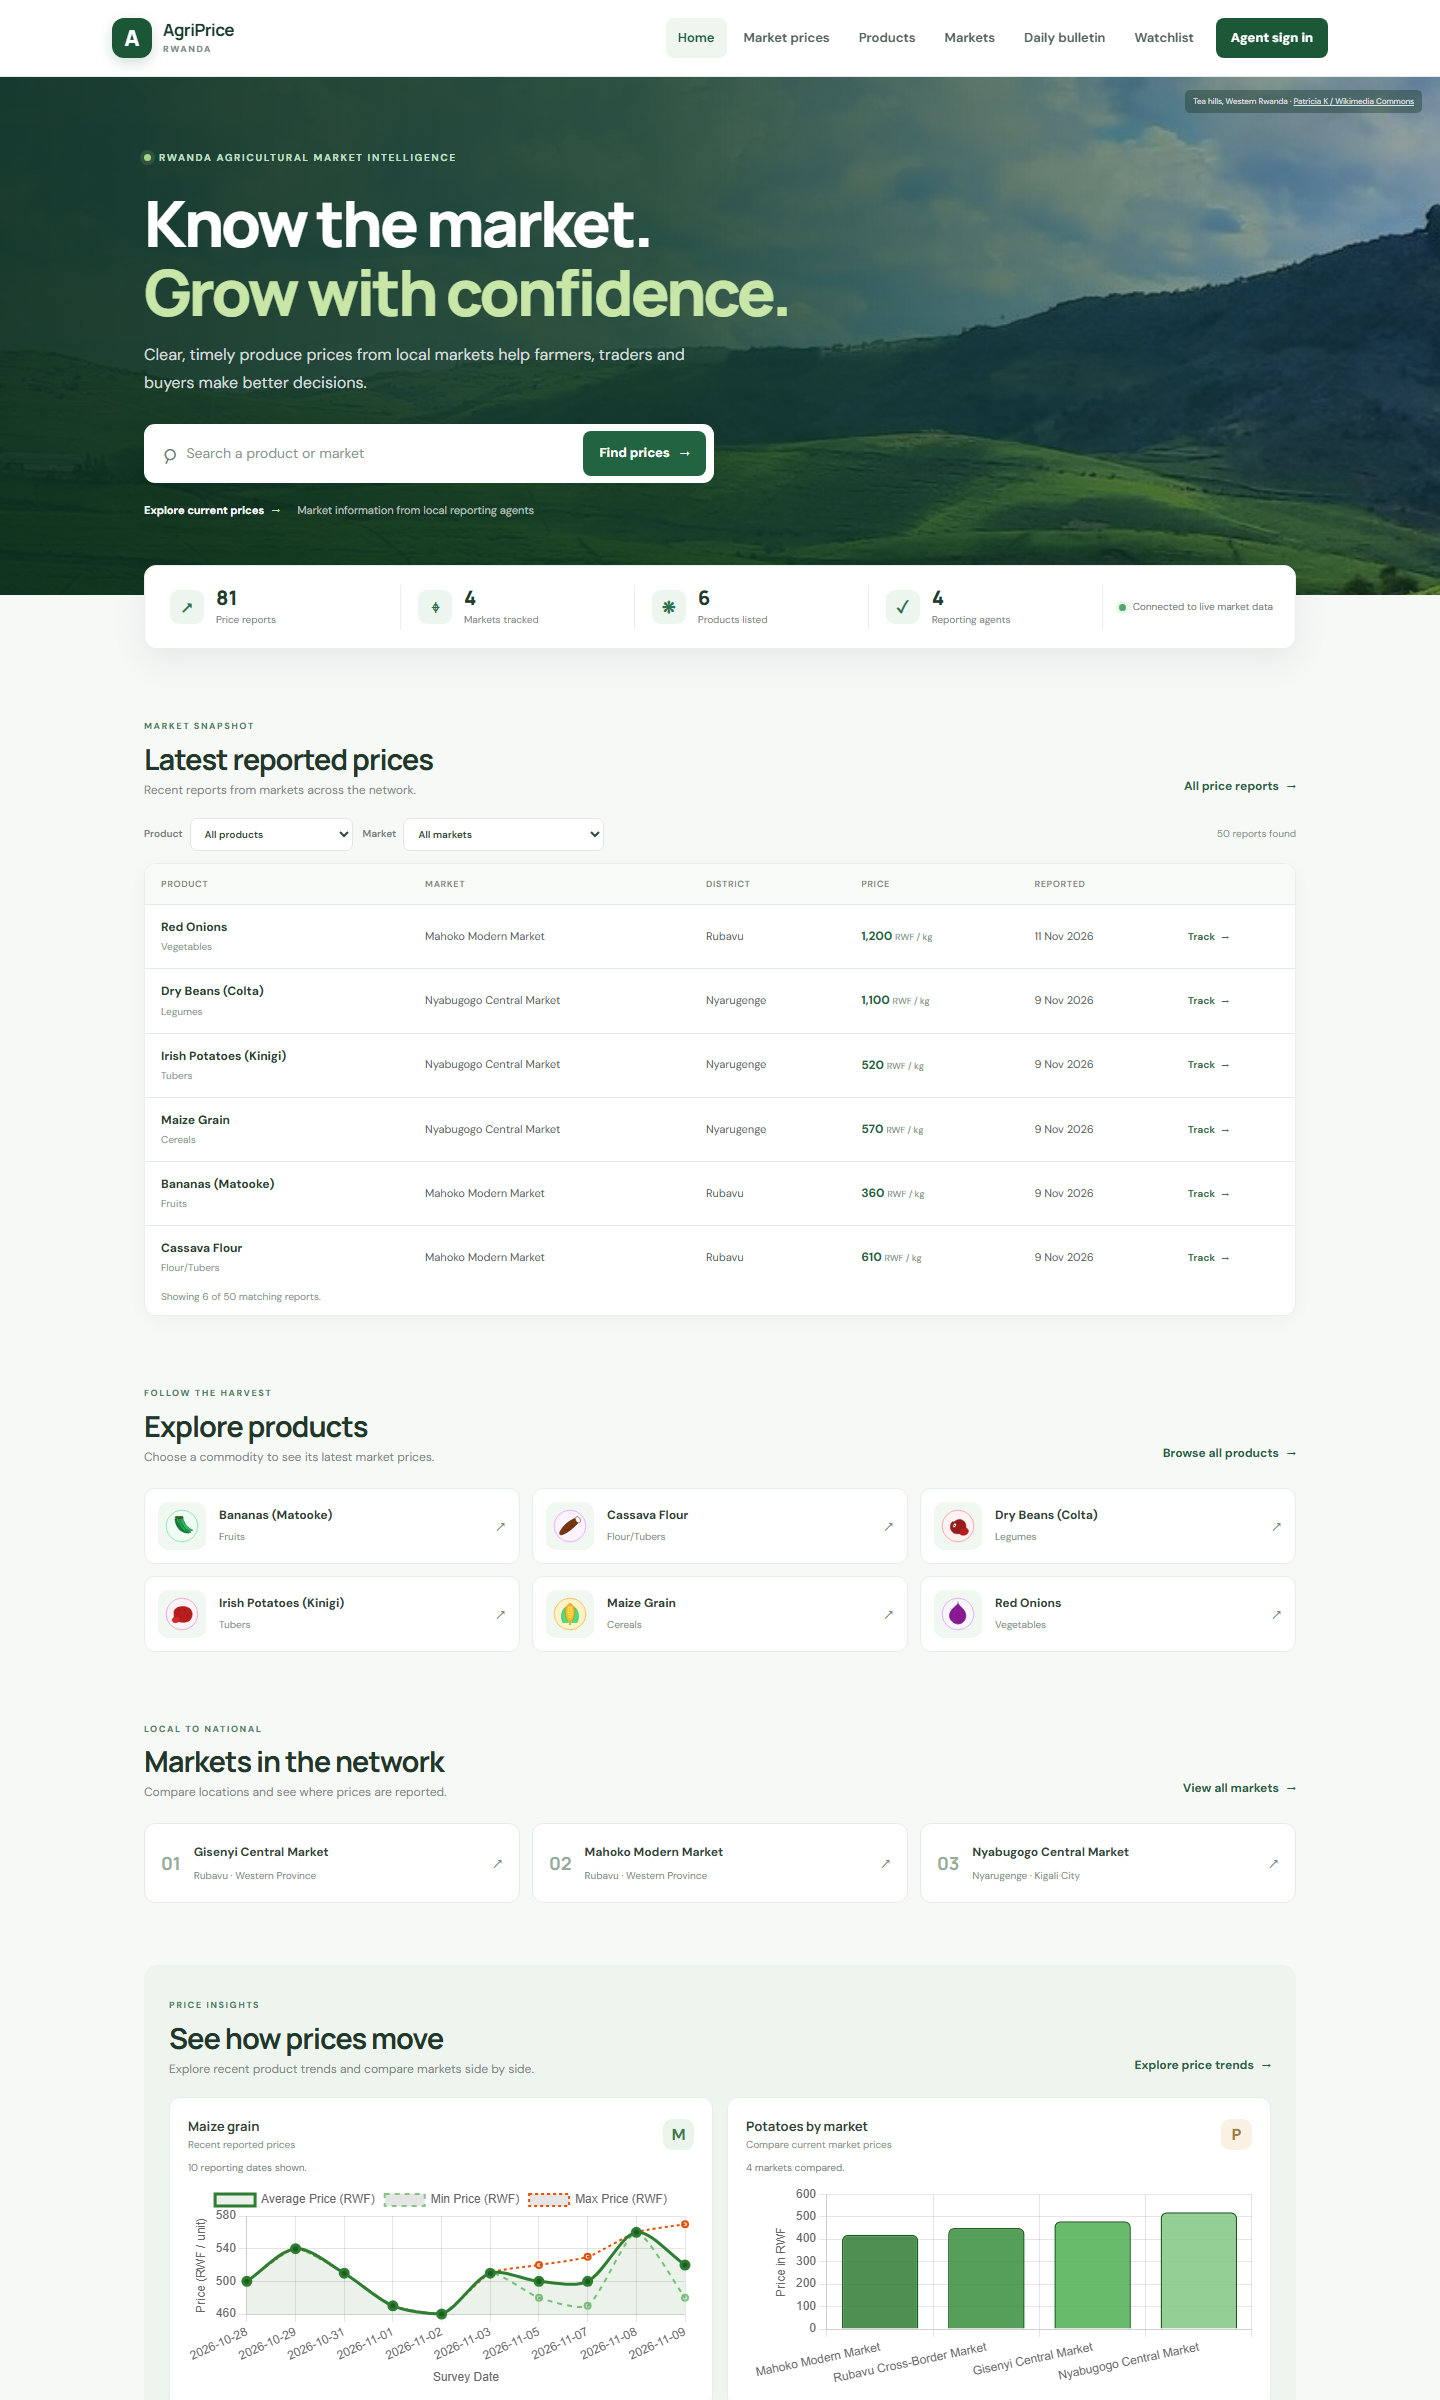 A
AgriPrice
RWANDA
Home
Market prices
Products
Markets
Daily bulletin
Watchlist
Agent sign in
Tea hills, Western Rwanda · Patricia K / Wikimedia Commons
RWANDA AGRICULTURAL MARKET INTELLIGENCE
Know the market.
Grow with confidence.
Clear, timely produce prices from local markets help farmers, traders and
buyers make better decisions.
Search a product or market
Find prices →
Explore current prices →
Market information from local reporting agents
81
Price reports
4
Markets tracked
6
Products listed
4
Reporting agents
Connected to live market data
MARKET SNAPSHOT
Latest reported prices
Recent reports from markets across the network.
All price reports →
Product
All products
Market
All markets
50 reports found
PRODUCT MARKET DISTRICT PRICE REPORTED
Red Onions
Vegetables
Mahoko Modern Market
Rubavu
1,200 RWF / kg
11 Nov 2026
Track →
Dry Beans (Colta)
Legumes
Nyabugogo Central Market
Nyarugenge
1,100 RWF / kg
9 Nov 2026
Track →
Irish Potatoes (Kinigi)
Tubers
Nyabugogo Central Market
Nyarugenge
520 RWF / kg
9 Nov 2026
Track →
Maize Grain
Cereals
Nyabugogo Central Market
Nyarugenge
570 RWF / kg
9 Nov 2026
Track →
Bananas (Matooke)
Fruits
Mahoko Modern Market
Rubavu
360 RWF / kg
9 Nov 2026
Track →
Cassava Flour
Flour/Tubers
Mahoko Modern Market
Rubavu
610 RWF / kg
9 Nov 2026
Track →
Showing 6 of 50 matching reports.
FOLLOW THE HARVEST
Explore products
Choose a commodity to see its latest market prices.
Browse all products →
Bananas (Matooke)
Fruits
Cassava Flour
Flour/Tubers
Dry Beans (Colta)
Legumes
Irish Potatoes (Kinigi)
Tubers
Maize Grain
Cereals
Red Onions
Vegetables
LOCAL TO NATIONAL
Markets in the network
Compare locations and see where prices are reported.
View all markets →
01
Gisenyi Central Market
Rubavu · Western Province
02
Mahoko Modern Market
Rubavu · Western Province
03
Nyabugogo Central Market
Nyarugenge · Kigali City
PRICE INSIGHTS
See how prices move
Explore recent product trends and compare markets side by side.
Explore price trends →
Maize grain
Recent reported prices
M
10 reporting dates shown.
Average Price (RWF)
Min Price (RWF)
Max Price (RWF)
Price (RWF / unit)
580
540
500
460
2026-10-28
2026-10-29
2026-10-31
2026-11-01
2026-11-02
2026-11-03
2026-11-05
2026-11-07
2026-11-08
2026-11-09
Survey Date
Potatoes by market
Compare current market prices
P
4 markets compared.
Price in RWF
600
500
400
300
200
100
0
Mahoko Modern Market
Rubavu Cross-Border Market
Gisenyi Central Market
Nyabugogo Central Market